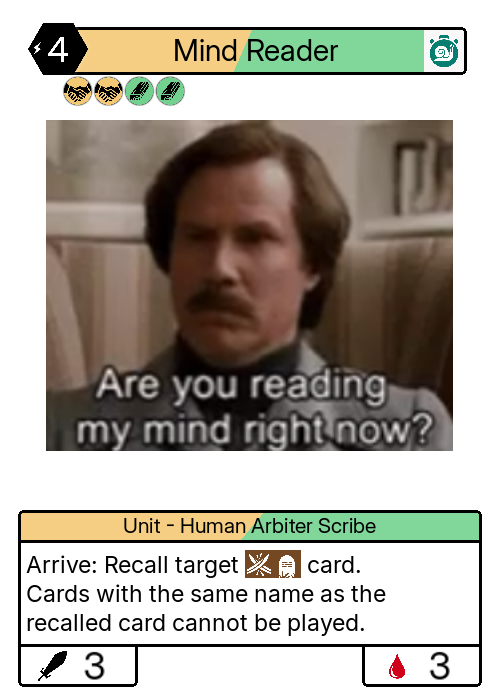 4
Mind Reader
Are you reading
my mind right now?
Unit - Human Arbiter Scribe
Arrive: Recall target card.
Cards with the same name as the
recalled card cannot be played.
3
3